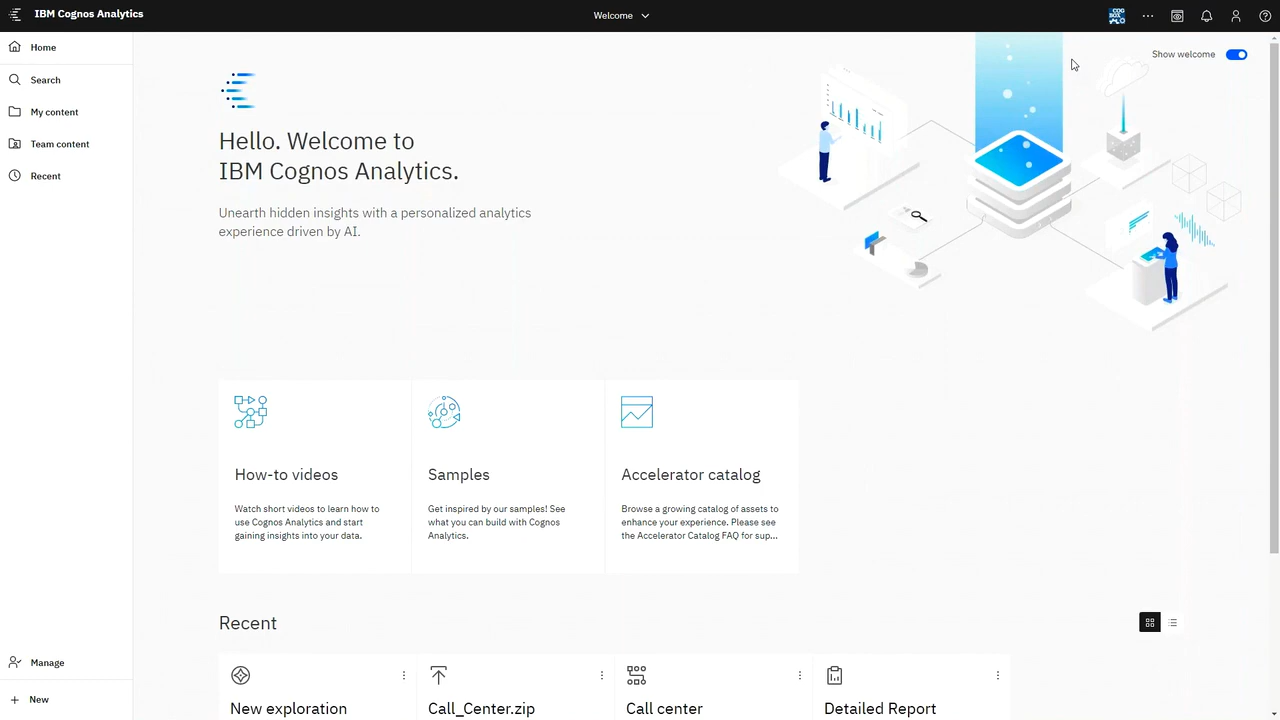 IBM Cognos Analytics
Welcome
COG
BOX
Home
Search
My content
Team content
Recent
Manage
New
Show welcome
Hello. Welcome to
IBM Cognos Analytics.
Unearth hidden insights with a personalized analytics
experience driven by AI.
How-to videos
Watch short videos to learn how to
use Cognos Analytics and start
gaining insights into your data.
Samples
Get inspired by our samples! See
what you can build with Cognos
Analytics.
Accelerator catalog
Browse a growing catalog of assets to
enhance your experience. Please see
the Accelerator Catalog FAQ for sup...
Recent
New exploration
Call_Center.zip
Call center
Detailed Report